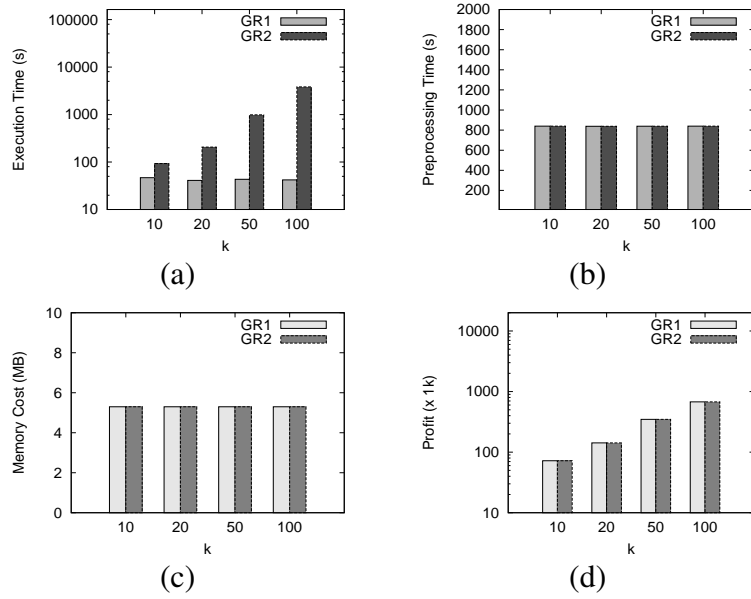 Execution Time (s)
100000
10000
1000
100
10
GR1
GR2
10 20 50 100
k
(a)
Preprocessing Time (s)
2000
1800
1600
1400
1200
1000
800
600
400
200
GR1
GR2
10 20 50 100
k
(b)
Memory Cost (MB)
10
8
6
4
2
0
GR1
GR2
10 20 50 100
k
(c)
Profit (x 1k)
10000
1000
100
10
GR1
GR2
10 20 50 100
k
(d)